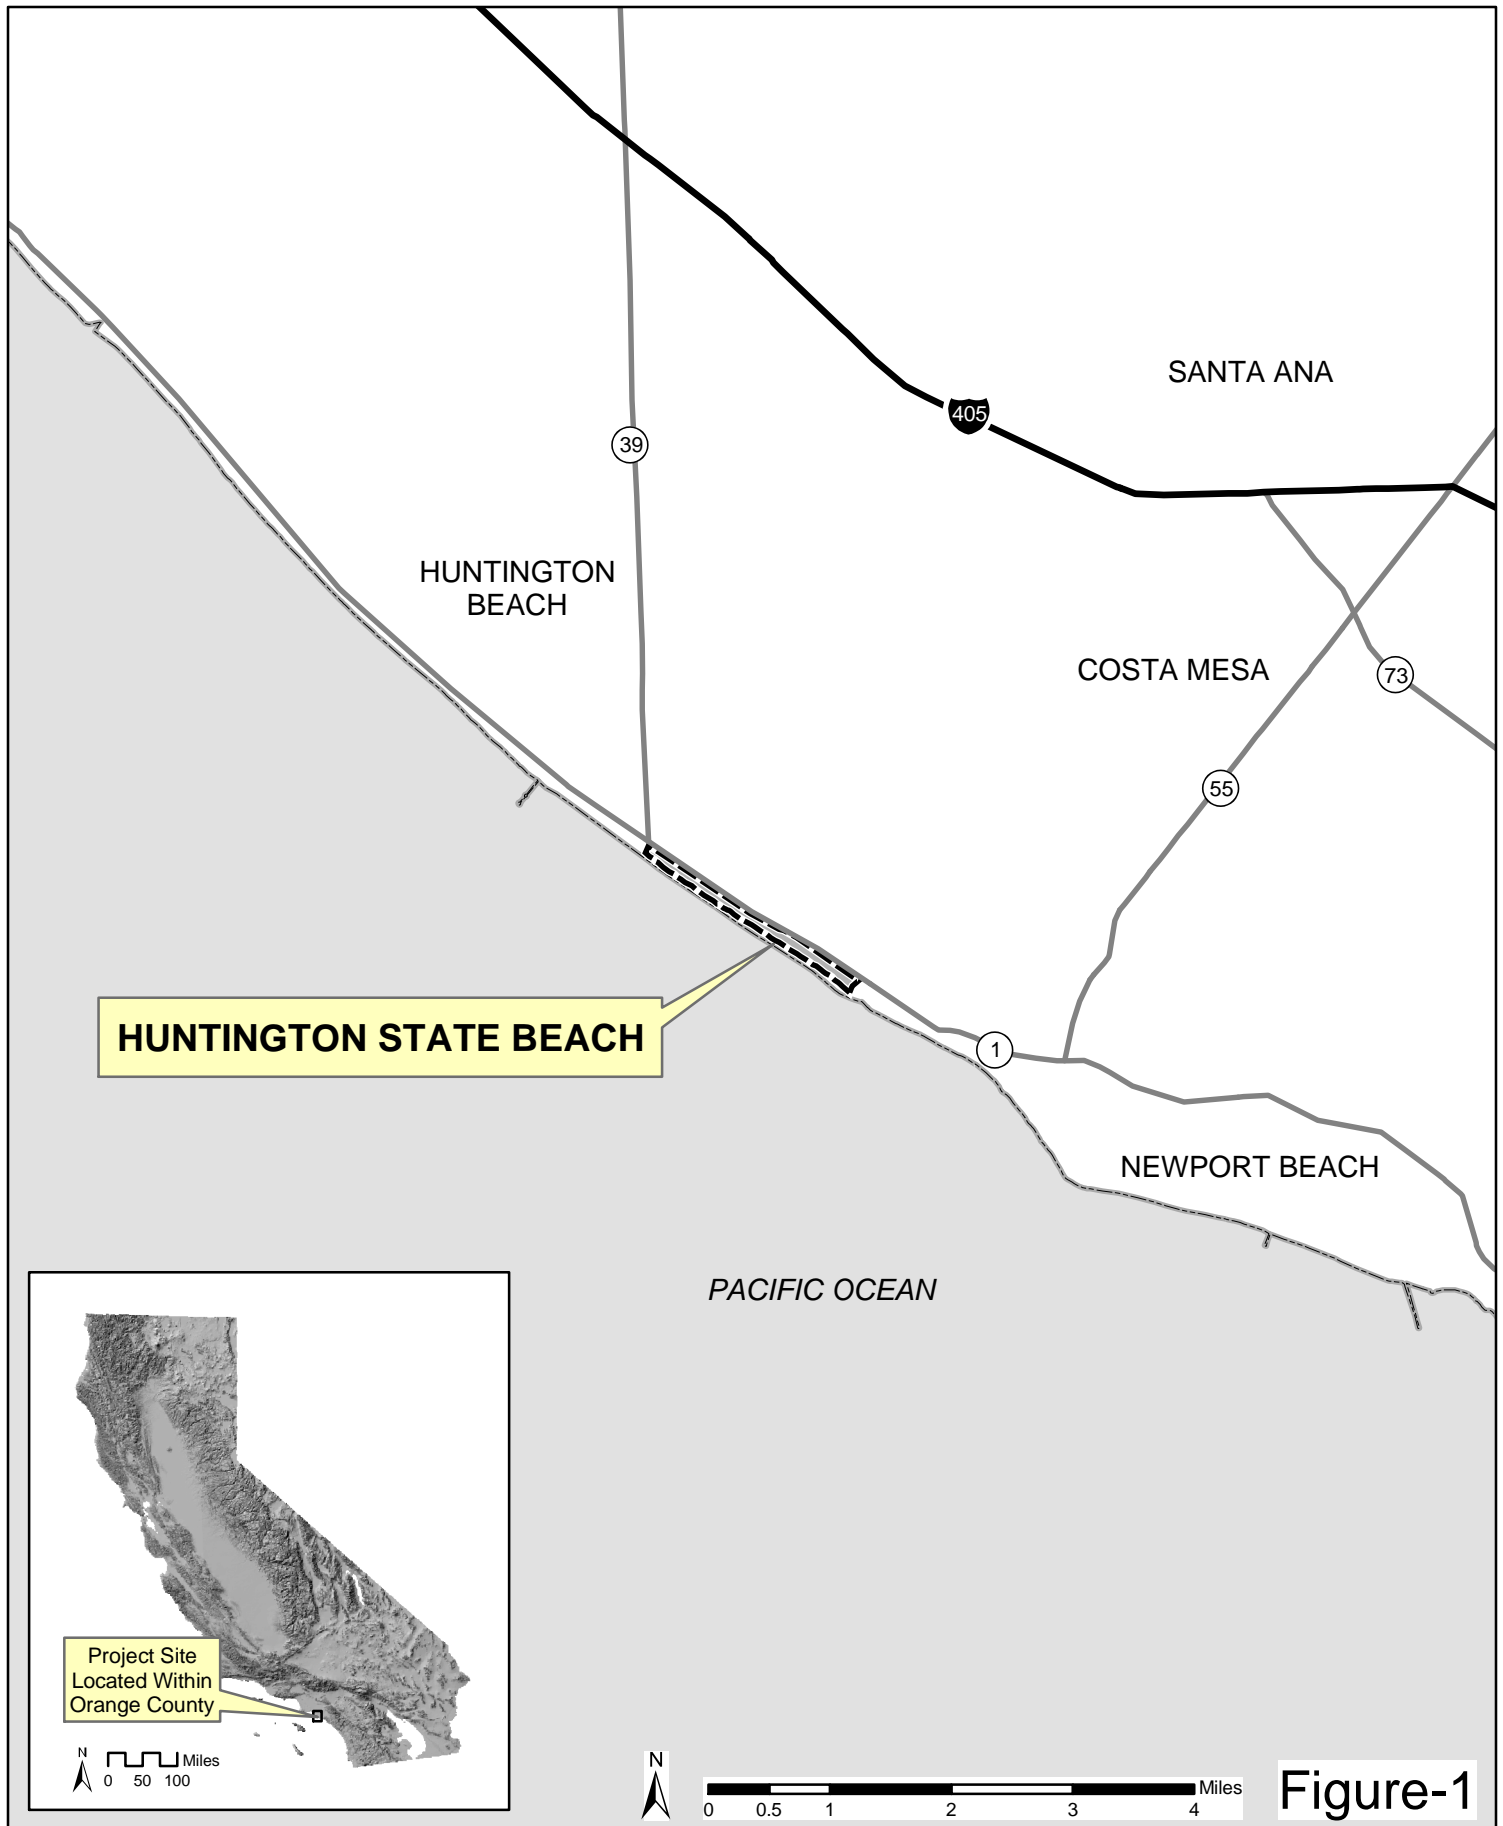 SANTA ANA
405
39
HUNTINGTON
BEACH
COSTA MESA
73
55
HUNTINGTON STATE BEACH
1
NEWPORT BEACH
PACIFIC OCEAN
Project Site
Located Within
Orange County
N
Miles
0 50 100
N
Miles
0 0.5 1 2 3 4
Figure-1